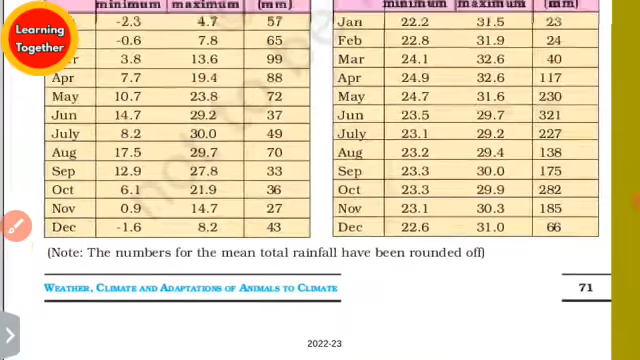 Learning
Together
minimum maximum (mm)
-2.3 4.7 57
-0.6 7.8 65
3.8 13.6 99
Apr 7.7 19.4 88
May 10.7 23.8 72
Jun 14.7 29.2 37
July 8.2 30.0 49
Aug 17.5 29.7 70
Sep 12.9 27.8 33
Oct 6.1 21.9 36
Nov 0.9 14.7 27
Dec -1.6 8.2 43
minimum maximum (mm)
Jan 22.2 31.5 23
Feb 22.8 31.9 24
Mar 24.1 32.6 40
Apr 24.9 32.6 117
May 24.7 31.6 230
Jun 23.5 29.7 321
July 23.1 29.2 227
Aug 23.2 29.4 138
Sep 23.3 30.0 175
Oct 23.3 29.9 282
Nov 23.1 30.3 185
Dec 22.6 31.0 66
(Note: The numbers for the mean total rainfall have been rounded off)
WEATHER, CLIMATE AND ADAPTATIONS OF ANIMALS TO CLIMATE
71
2022-23